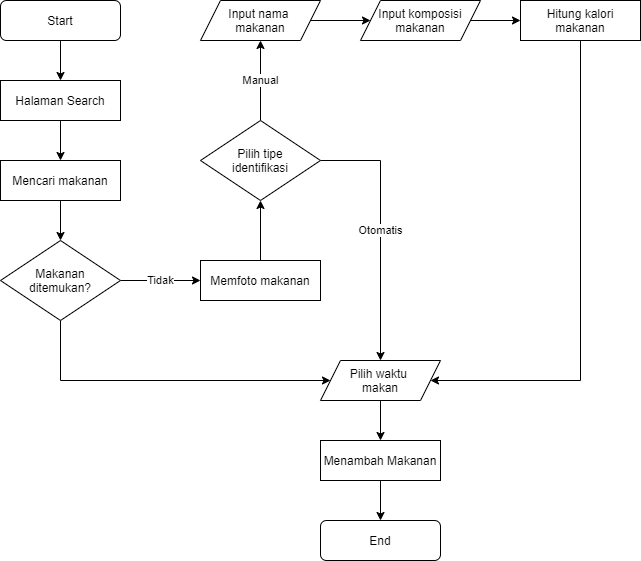 Start
Input nama
makanan
Input komposisi
makanan
Hitung kalori
makanan
Manual
Halaman Search
Pilih tipe
identifkasi
Mencari makanan
Otomatis
Makanan
ditemukan?
Tidak
Memfoto makanan
Pilih waktu
makan
Menambah Makanan
End